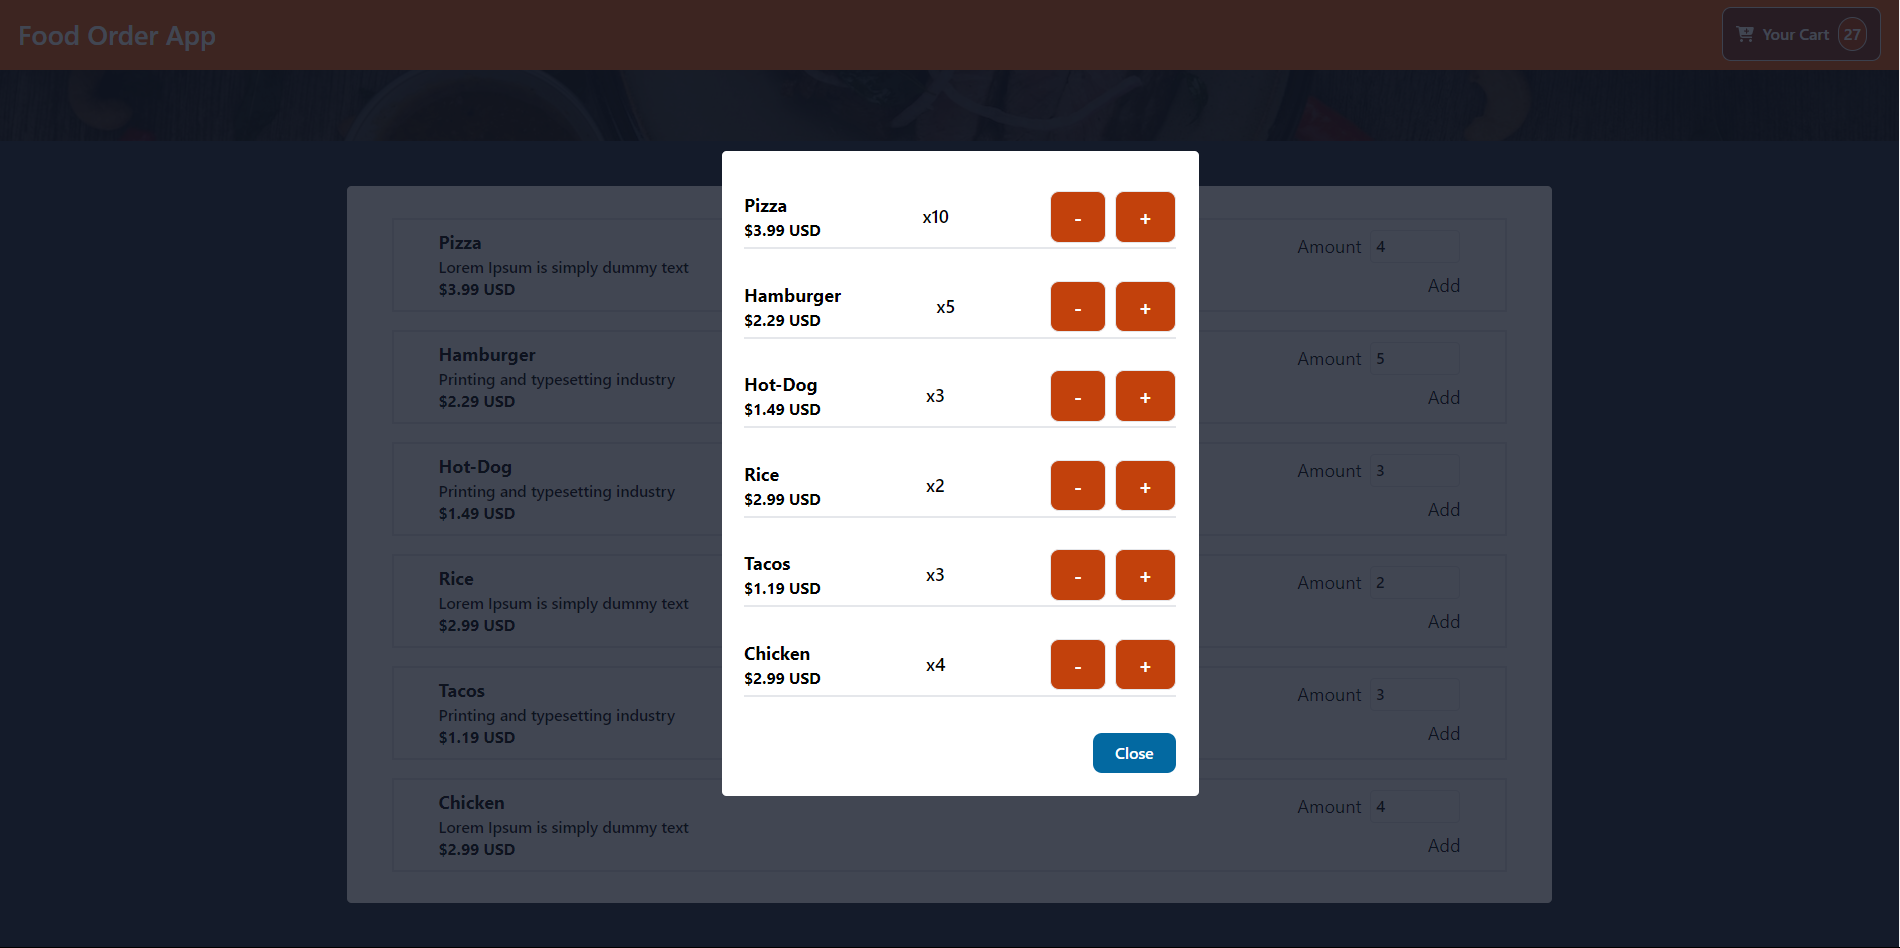 Food Order App
Your Cart 27
Pizza
$3.99 USD
x10
- +
Hamburger
$2.29 USD
x5
- +
Hot-Dog
$1.49 USD
x3
- +
Rice
$2.99 USD
x2
- +
Tacos
$1.19 USD
x3
- +
Chicken
$2.99 USD
x4
- +
Close
Pizza
Lorem Ipsum is simply dummy text
$3.99 USD
Amount 4
Add
Hamburger
Printing and typesetting industry
$2.29 USD
Amount 5
Add
Hot-Dog
Printing and typesetting industry
$1.49 USD
Amount 3
Add
Rice
Lorem Ipsum is simply dummy text
$2.99 USD
Amount 2
Add
Tacos
Printing and typesetting industry
$1.19 USD
Amount 3
Add
Chicken
Lorem Ipsum is simply dummy text
$2.99 USD
Amount 4
Add